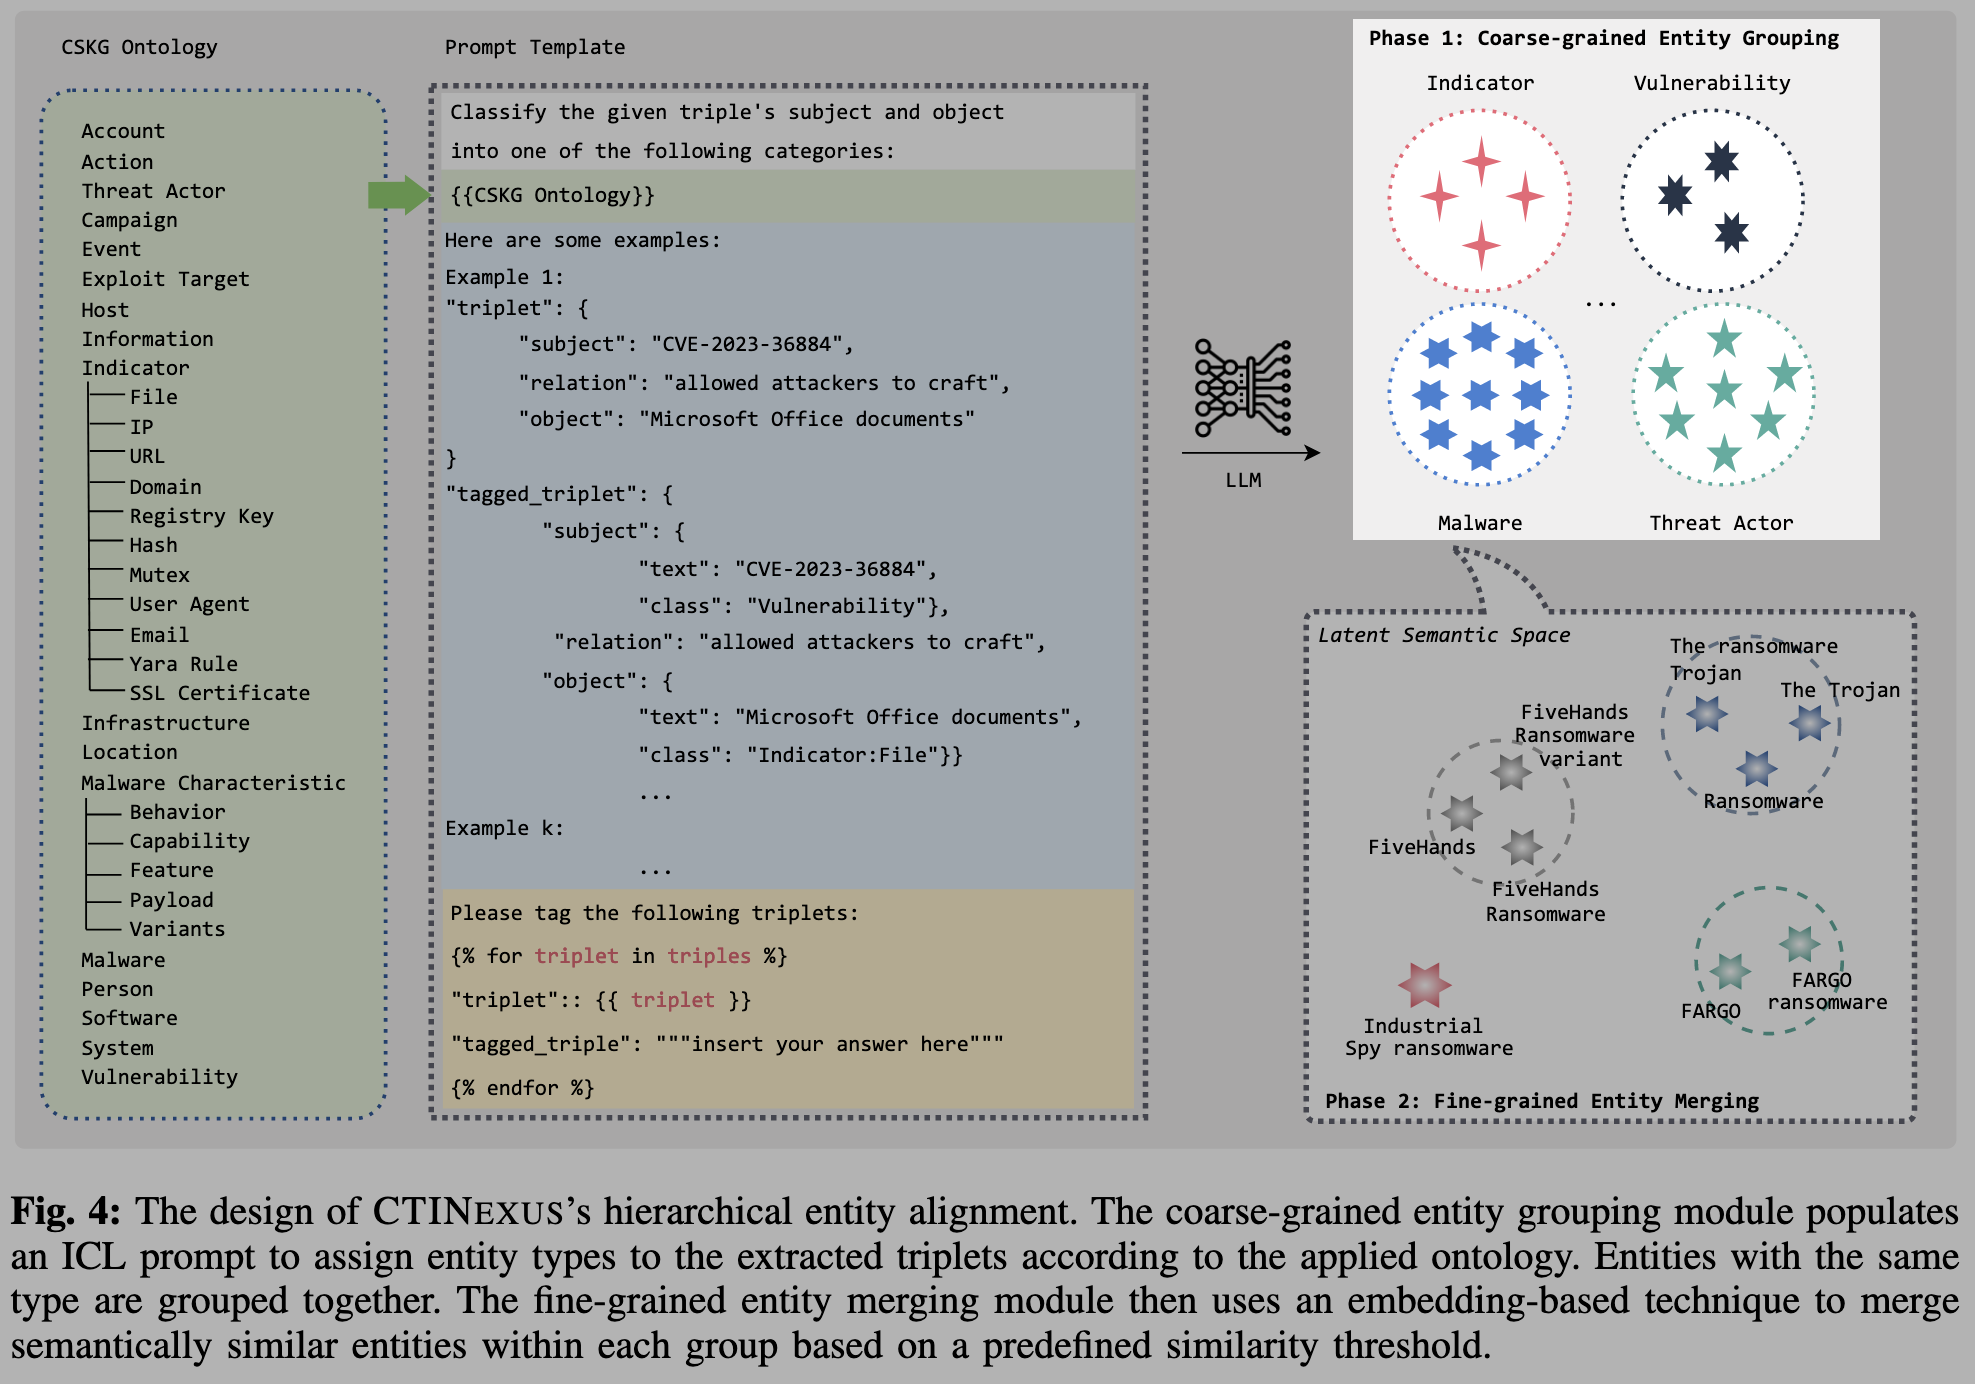 CSKG Ontology
Account
Action
Threat Actor
Campaign
Event
Exploit Target
Host
Information
Indicator
File
IP
URL
Domain
Registry Key
Hash
Mutex
User Agent
Email
Yara Rule
SSL Certificate
Infrastructure
Location
Malware Characteristic
Behavior
Capability
Feature
Payload
Variants
Malware
Person
Software
System
Vulnerability
Prompt Template
Classify the given triple's subject and object
into one of the following categories:
{{CSKG Ontology}}
Here are some examples:
Example 1:
"triplet": {
"subject": "CVE-2023-36884",
"relation": "allowed attackers to craft",
"object": "Microsoft Office documents"
}
"tagged_triplet": {
"subject": {
"text": "CVE-2023-36884",
"class": "Vulnerability"},
"relation": "allowed attackers to craft",
"object": {
"text": "Microsoft Office documents",
"class": "Indicator:File"}}
...
Example k:
...
Please tag the following triplets:
{% for triplet in triples %}
"triplet":: {{ triplet }}
"tagged_triple": """insert your answer here"""
{% endfor %}
LLM
Phase 1: Coarse-grained Entity Grouping
Indicator
Vulnerability
...
Malware
Threat Actor
Latent Semantic Space
The ransomware
Trojan
The Trojan
Ransomware
FiveHands
Ransomware
variant
FiveHands
FiveHands
Ransomware
FARGO
ransomware
FARGO
Industrial
Spy ransomware
Phase 2: Fine-grained Entity Merging
Fig. 4: The design of CTINEXUS's hierarchical entity alignment. The coarse-grained entity grouping module populates
an ICL prompt to assign entity types to the extracted triplets according to the applied ontology. Entities with the same
type are grouped together. The fine-grained entity merging module then uses an embedding-based technique to merge
semantically similar entities within each group based on a predefined similarity threshold.